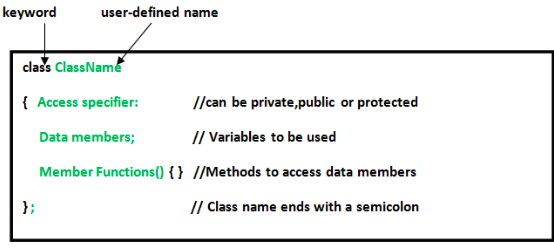 keyword user-defined name
class ClassName
{ Access specifier: //can be private,public or protected
Data members; // Variables to be used
Member Functions() { } //Methods to access data members
}; // Class name ends with a semicolon